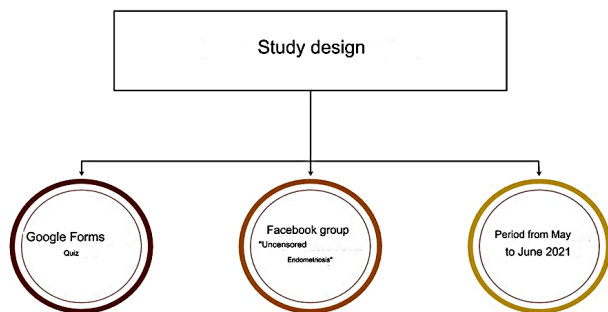 Study design
Google Forms
Quiz
Facebook group
"Uncensored
Endometriosis"
Period from May
to June 2021